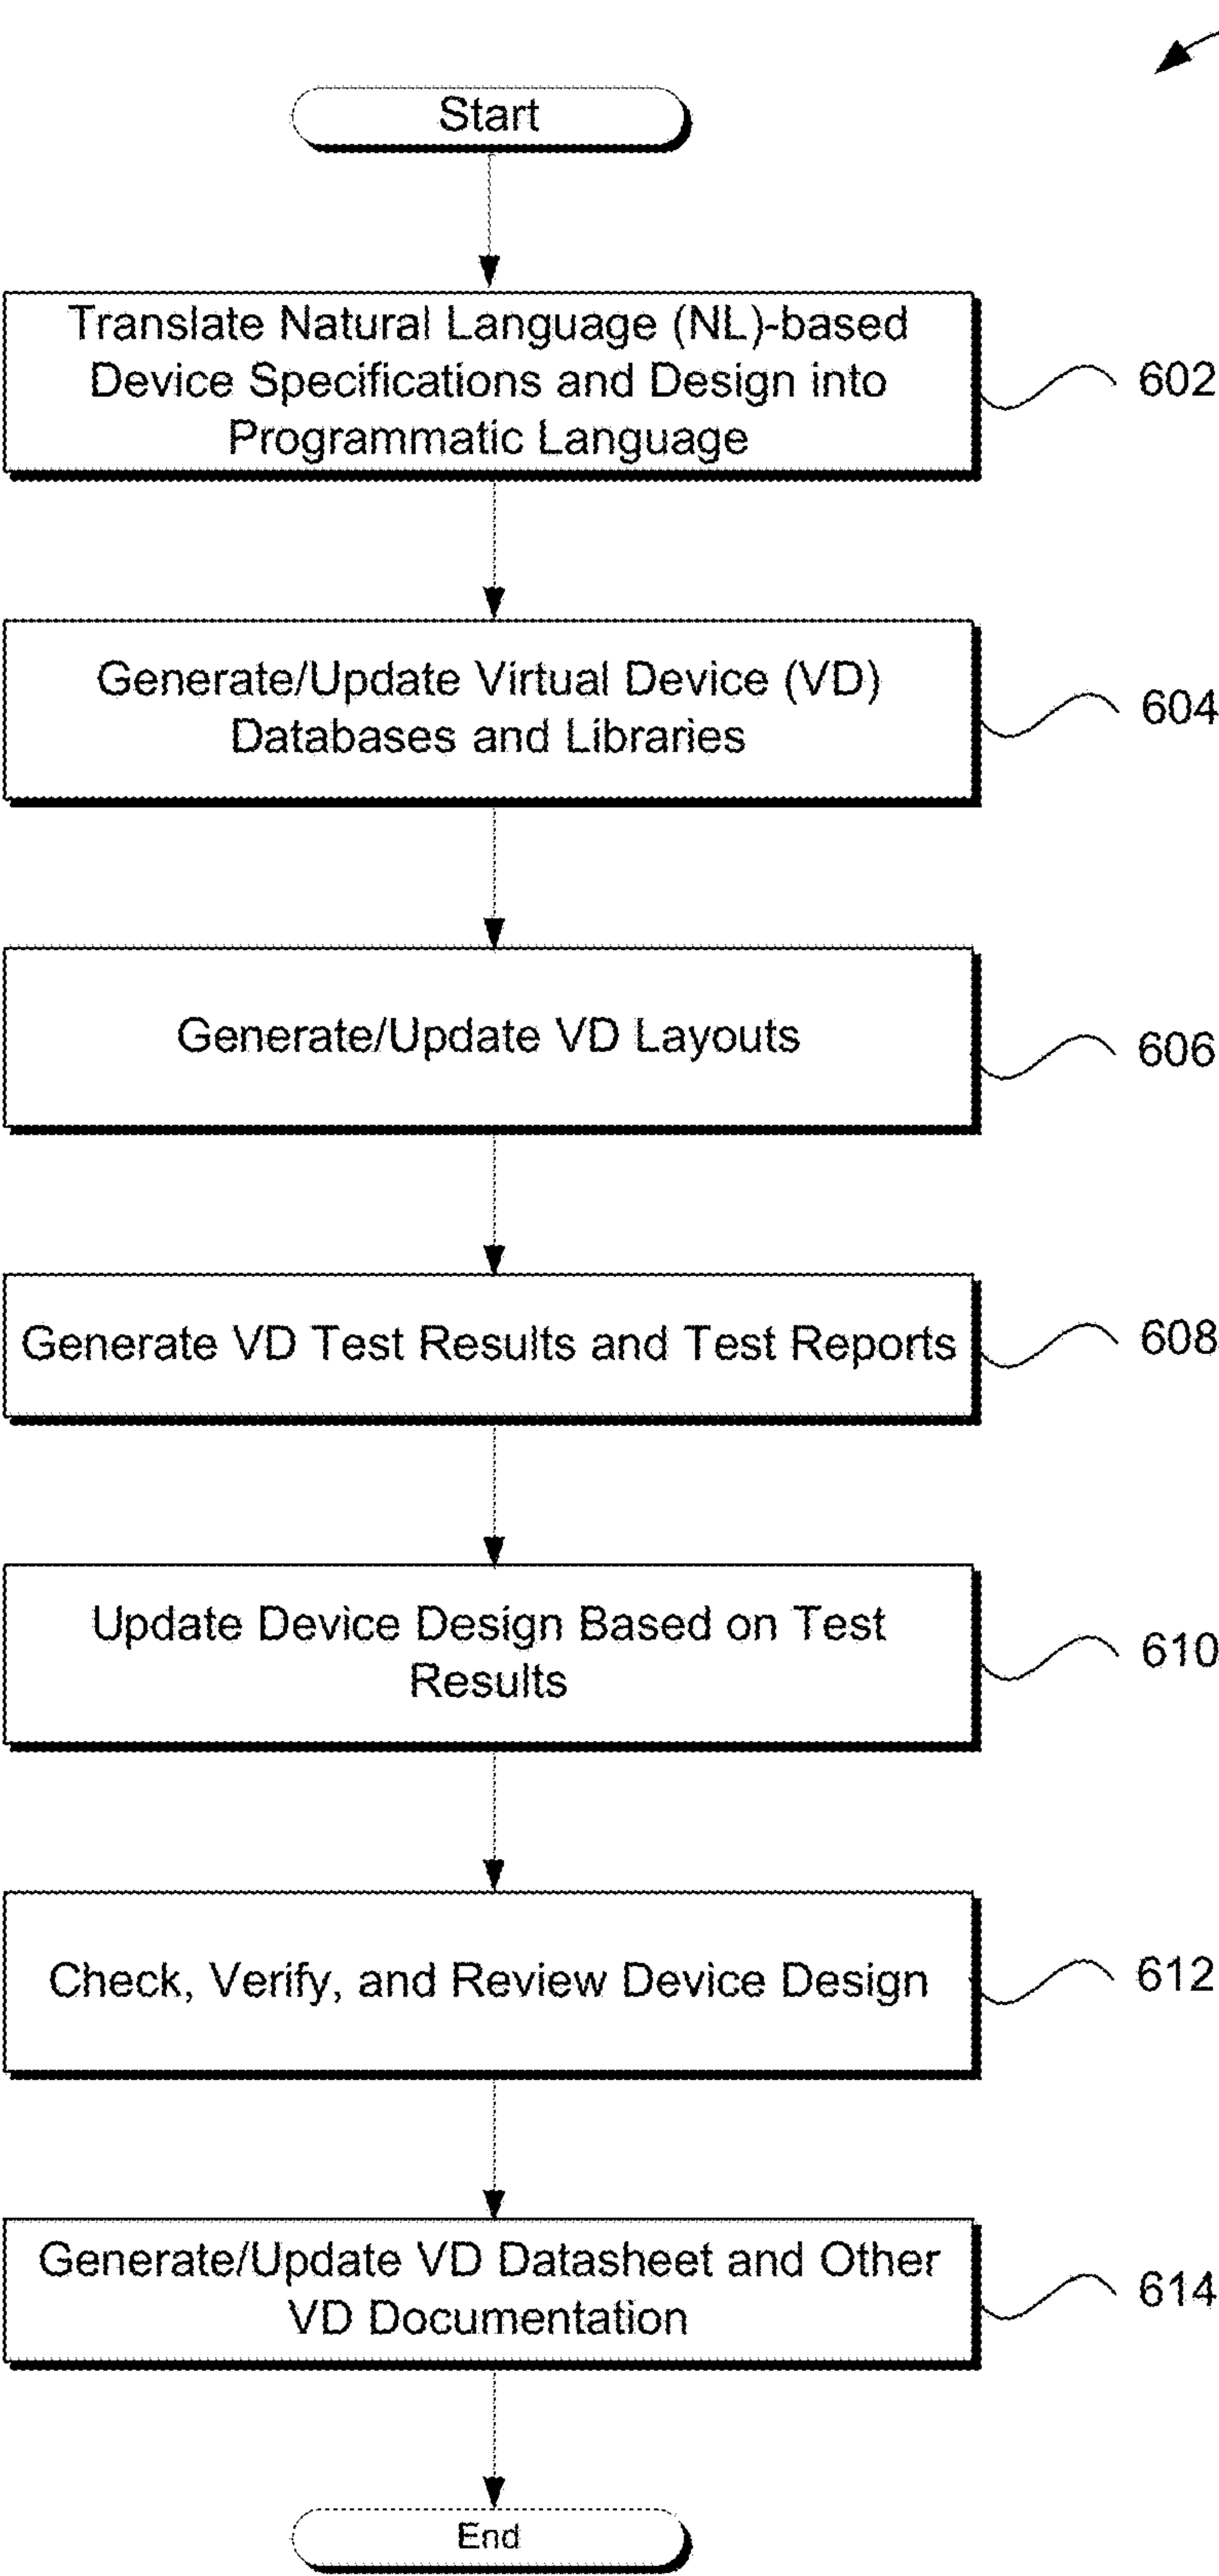 Start
Translate Natural Language (NL)-based
Device Specifications and Design into
Programmatic Language
602
Generate/Update Virtual Device (VD)
Databases and Libraries
604
Generate/Update VD Layouts
606
Generate VD Test Results and Test Reports
608
Update Device Design Based on Test
Results
610
Check, Verify, and Review Device Design
612
Generate/Update VD Datasheet and Other
VD Documentation
614
End